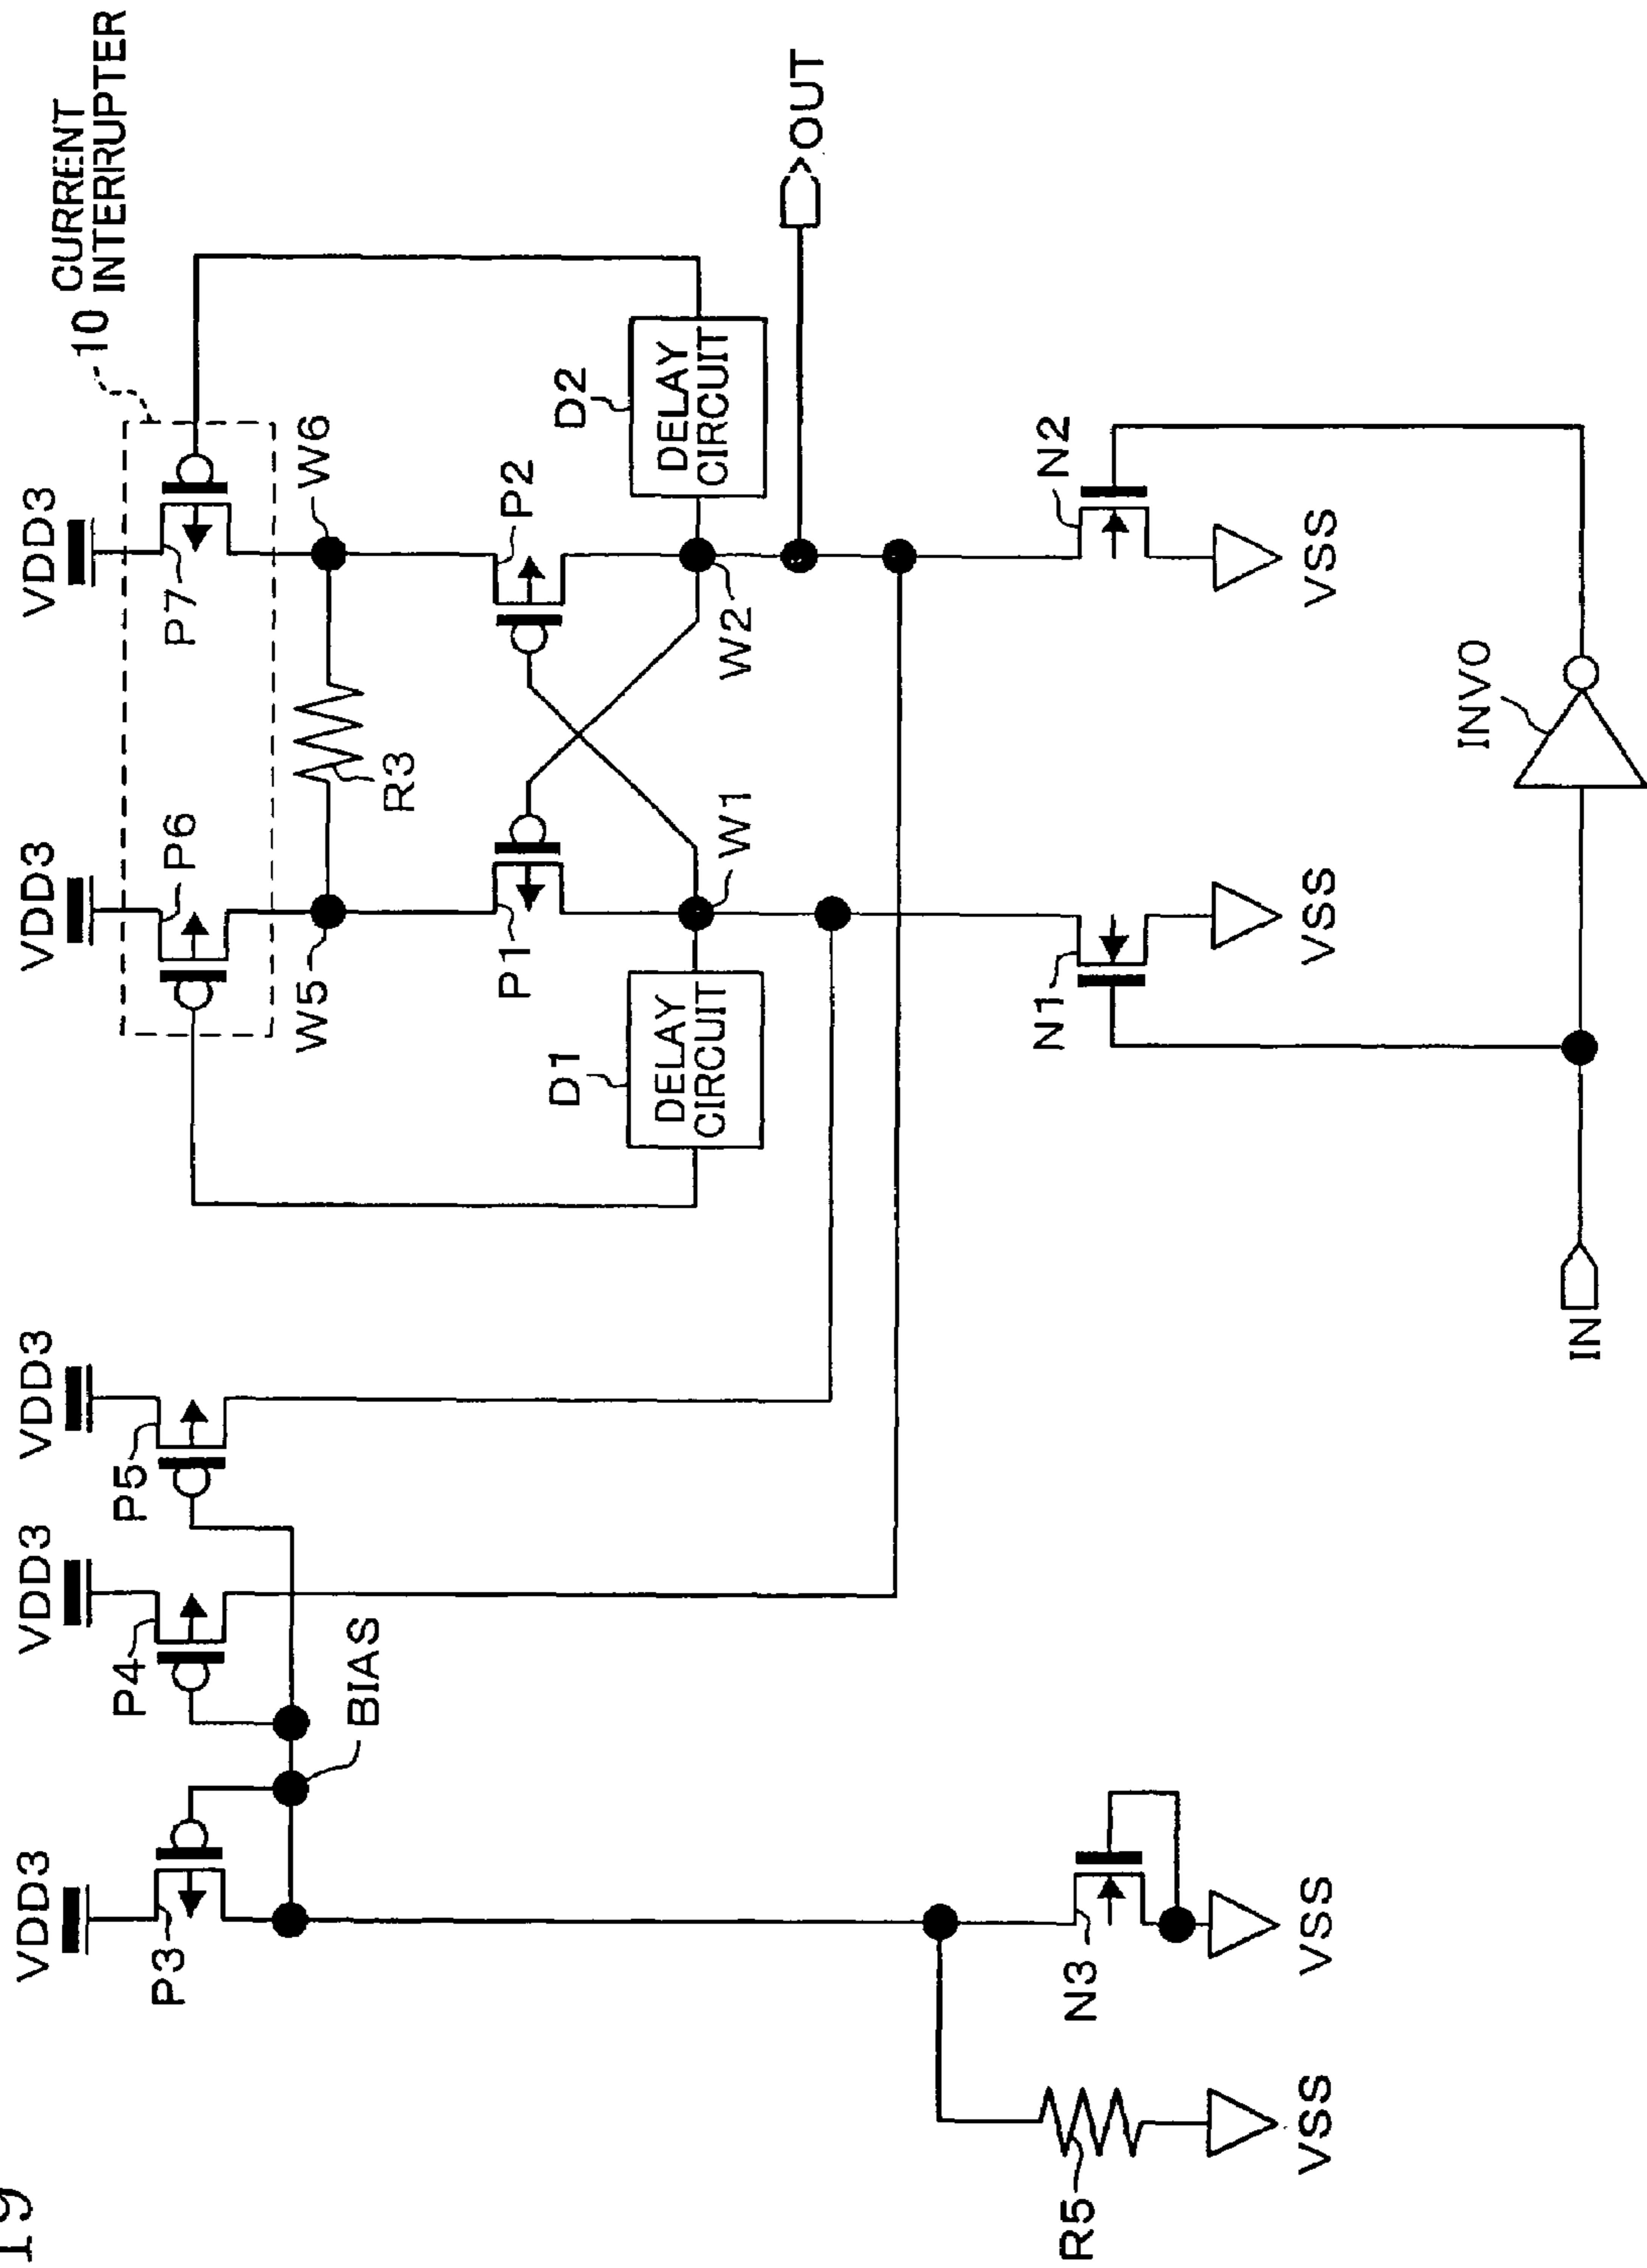 19
VDD3
VDD3
VDD3
VDD3
VDD3
10 CURRENT
INTERRUPTER
P3
P4
P5
P6
P7
BIAS
W5
W6
R3
P1
P2
D1
DELAY
CIRCUIT
D2
DELAY
CIRCUIT
W1
W2
OUT
R5
N3
N1
N2
VSS
VSS
VSS
VSS
INV0
IN